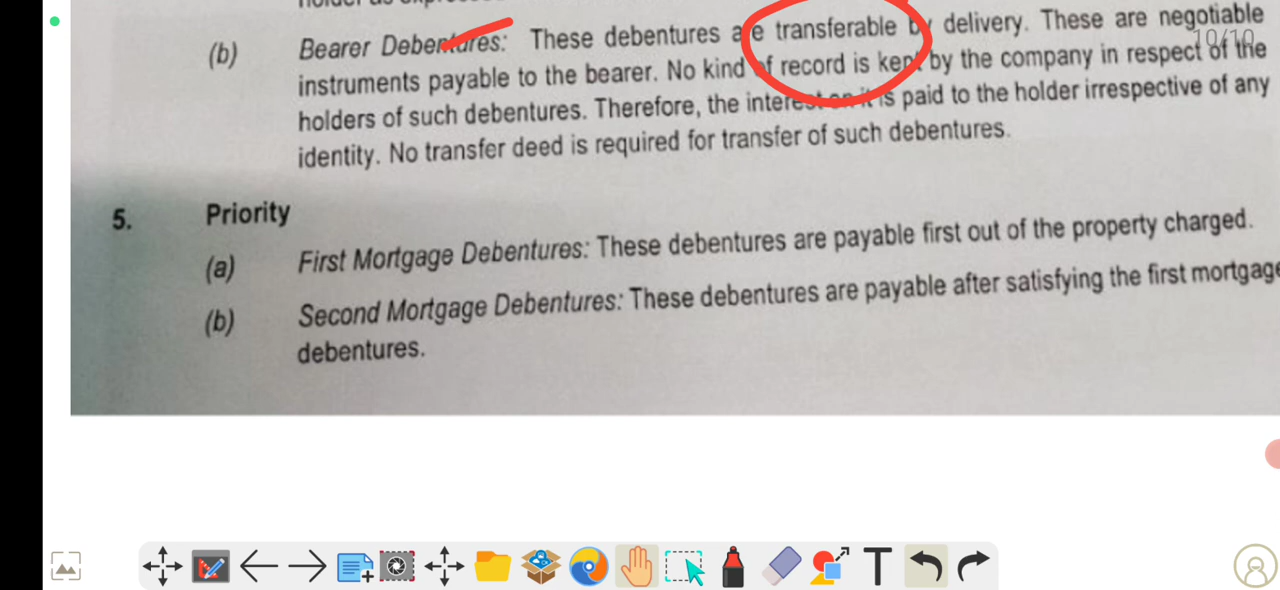 (b) Bearer Debentures: These debentures are transferable by delivery. These are negotiable
10/10
instruments payable to the bearer. No kind of record is kept by the company in respect of the
holders of such debentures. Therefore, the interest on it is paid to the holder irrespective of any
identity. No transfer deed is required for transfer of such debentures.
5. Priority
(a) First Mortgage Debentures: These debentures are payable first out of the property charged.
(b) Second Mortgage Debentures: These debentures are payable after satisfying the first mortgage
debentures.
T